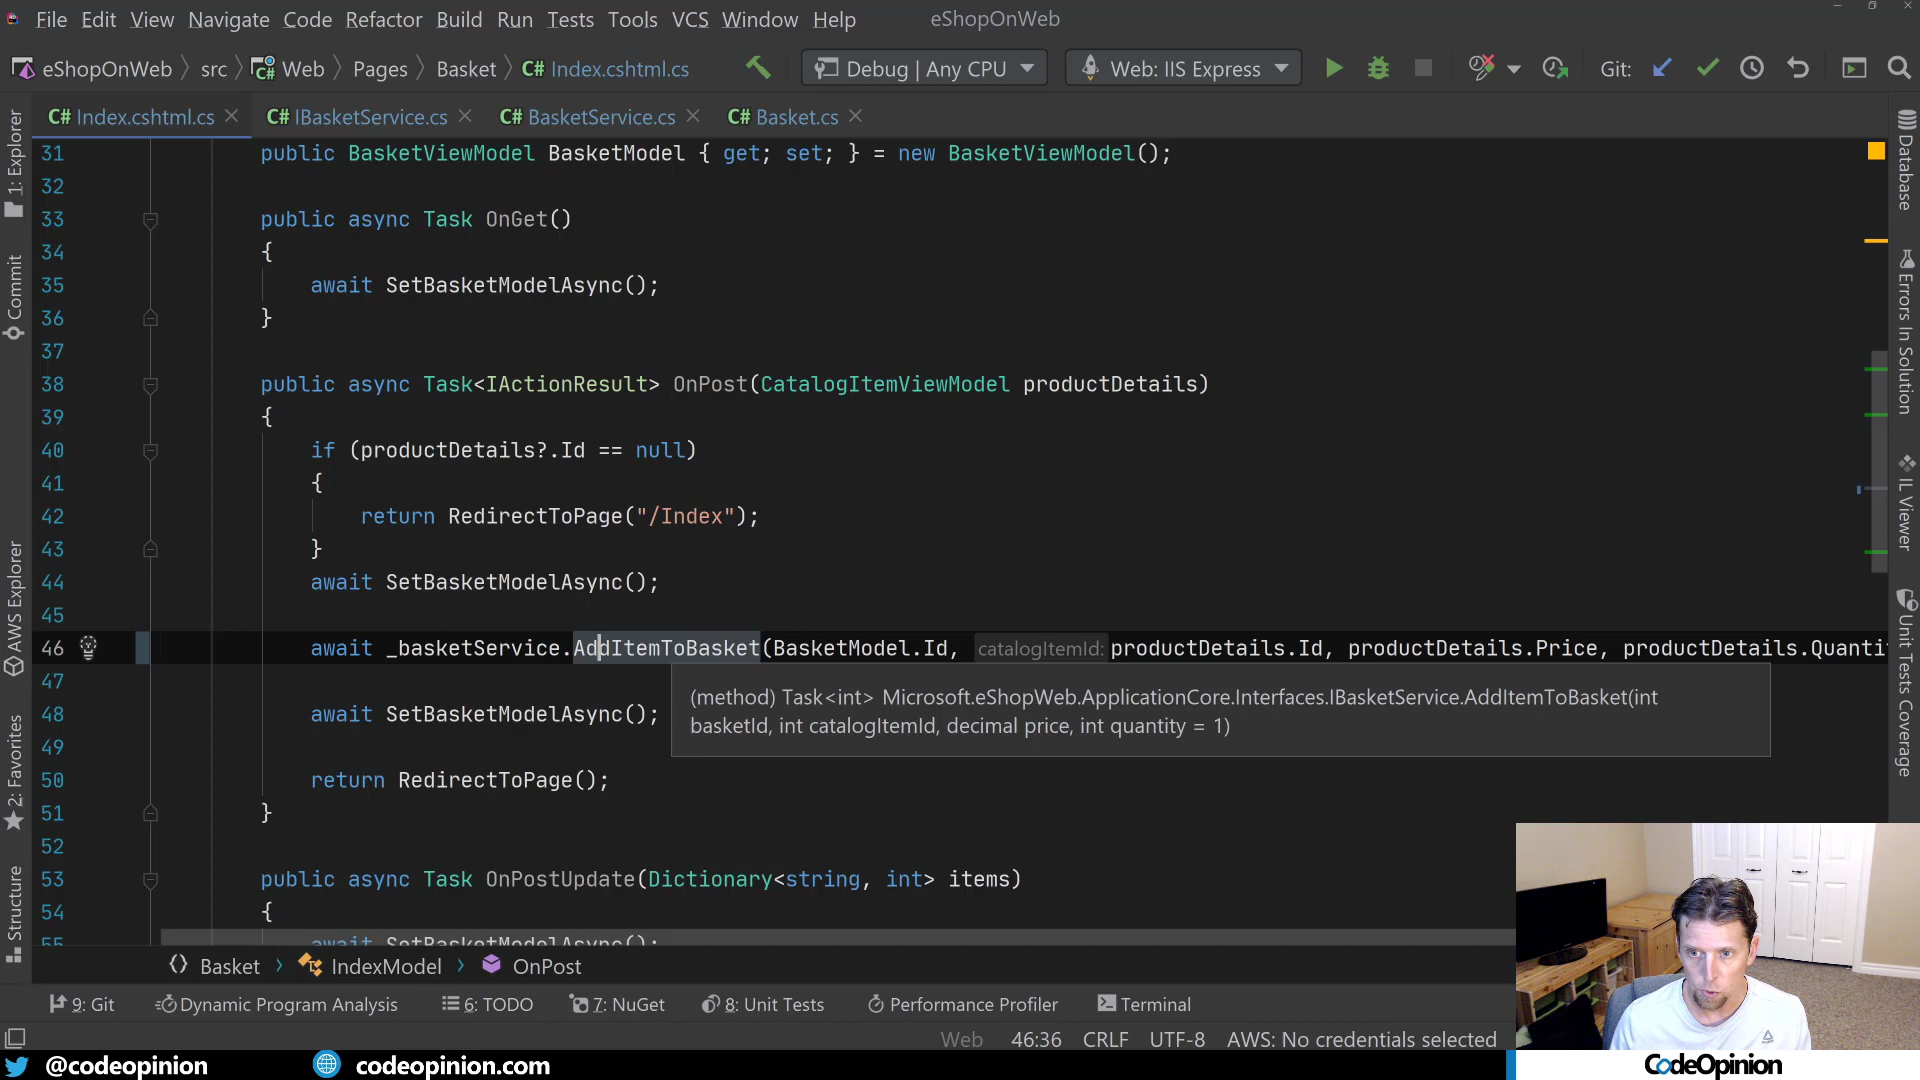 File Edit View Navigate Code Refactor Build Run Tests Tools VCS Window Help eShopOnWeb
eShopOnWeb src Web Pages Basket C# Index.cshtml.cs Debug | Any CPU Web: IIS Express Git:
C# Index.cshtml.cs C# IBasketService.cs C# BasketService.cs C# Basket.cs
31 public BasketViewModel BasketModel { get; set; } = new BasketViewModel();
32
33 public async Task OnGet()
34 {
35 await SetBasketModelAsync();
36 }
37
38 public async Task<IActionResult> OnPost(CatalogItemViewModel productDetails)
39 {
40 if (productDetails?.Id == null)
41 {
42 return RedirectToPage("/Index");
43 }
44 await SetBasketModelAsync();
45
46 await _basketService.AddItemToBasket(BasketModel.Id, catalogItemId: productDetails.Id, productDetails.Price, productDetails.Quanti
47
(method) Task<int> Microsoft.eShopWeb.ApplicationCore.Interfaces.IBasketService.AddItemToBasket(int
basketId, int catalogItemId, decimal price, int quantity = 1)
48 await SetBasketModelAsync();
49
50 return RedirectToPage();
51 }
52
53 public async Task OnPostUpdate(Dictionary<string, int> items)
54 {
55 await SetBasketModelAsync();
1: Explorer
Commit
AWS Explorer
2: Favorites
Structure
Database
Errors In Solution
IL Viewer
Unit Tests Coverage
Basket IndexModel OnPost
9: Git Dynamic Program Analysis 6: TODO 7: NuGet 8: Unit Tests Performance Profiler Terminal
Web 46:36 CRLF UTF-8 AWS: No credentials selected
@codeopinion codeopinion.com CodeOpinion